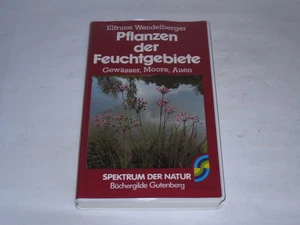 Elfrune Wendelberger
Pflanzen
der
Feuchtgebiete
Gewässer, Moore, Auen
SPEKTRUM DER NATUR
Büchergilde Gutenberg